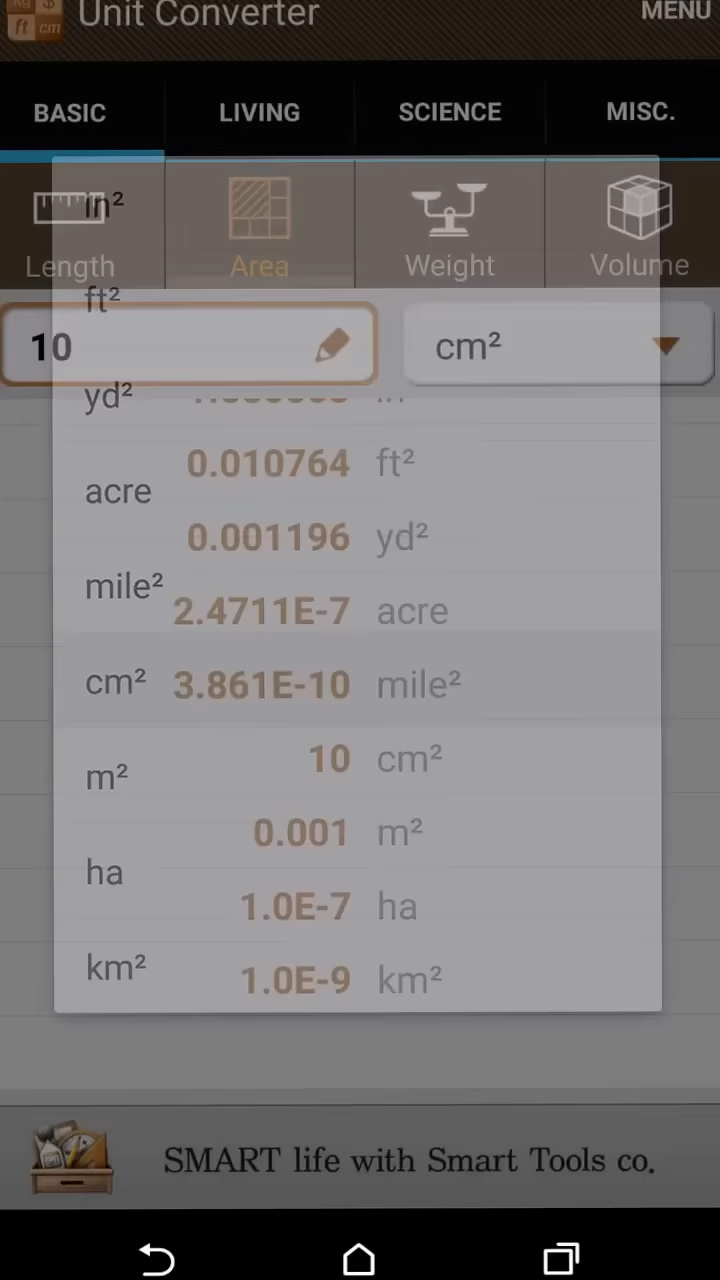 Unit Converter MENU
ft cm
BASIC LIVING SCIENCE MISC.
in²
Length Area Weight Volume
ft²
10 cm²
yd²
0.010764 ft²
acre
0.001196 yd²
mile²
2.4711E-7 acre
cm² 3.861E-10 mile²
10 cm²
m²
0.001 m²
ha
1.0E-7 ha
km²
1.0E-9 km²
SMART life with Smart Tools co.